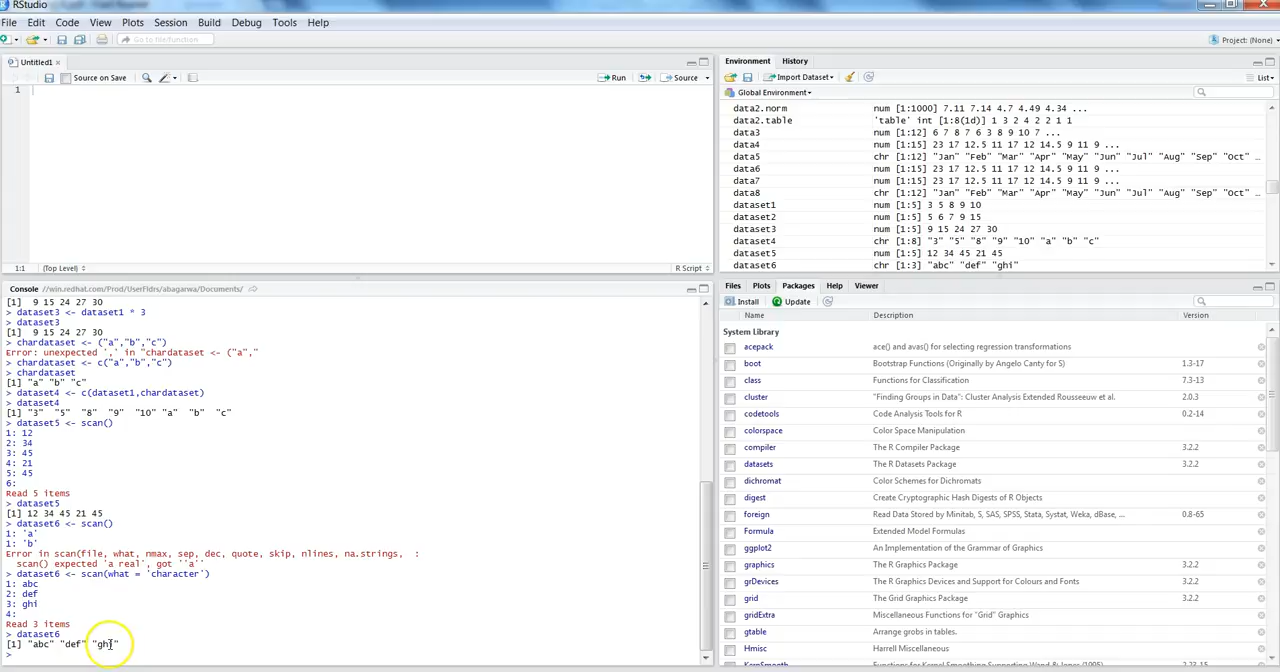 RStudio
File Edit Code View Plots Session Build Debug Tools Help
Go to file/function
Project: (None)
Untitled1
Source on Save
Run
Source
1
1:1 (Top Level)
R Script
Console //win.redhat.com/Prod/UserFldrs/abagarwa/Documents/
[1]  9 15 24 27 30
> dataset3 <- dataset1 * 3
> dataset3
[1]  9 15 24 27 30
> chardataset <- ("a","b","c")
Error: unexpected ',' in "chardataset <- ("a","
> chardataset <- c("a","b","c")
> chardataset
[1] "a" "b" "c"
> dataset4 <- c(dataset1,chardataset)
> dataset4
[1] "3"  "5"  "8"  "9"  "10" "a"  "b"  "c"
> dataset5 <- scan()
1: 12
2: 34
3: 45
4: 21
5: 45
6:
Read 5 items
> dataset5
[1] 12 34 45 21 45
> dataset6 <- scan()
1: 'a'
1: 'b'
Error in scan(file, what, nmax, sep, dec, quote, skip, nlines, na.strings,  :
  scan() expected 'a real', got ''a''
> dataset6 <- scan(what = 'character')
1: abc
2: def
3: ghi
4:
Read 3 items
> dataset6
[1] "abc" "def" "ghi"
>
Environment History
Import Dataset
List
Global Environment
data2.norm num [1:1000] 7.11 7.14 4.7 4.49 4.34 ...
data2.table 'table' int [1:8(1d)] 1 3 2 4 2 2 1 1
data3 num [1:12] 6 7 8 7 6 3 8 9 10 7 ...
data4 num [1:15] 23 17 12.5 11 17 12 14.5 9 11 9 ...
data5 chr [1:12] "Jan" "Feb" "Mar" "Apr" "May" "Jun" "Jul" "Aug" "Sep" "Oct" …
data6 num [1:15] 23 17 12.5 11 17 12 14.5 9 11 9 ...
data7 num [1:15] 23 17 12.5 11 17 12 14.5 9 11 9 ...
data8 chr [1:12] "Jan" "Feb" "Mar" "Apr" "May" "Jun" "Jul" "Aug" "Sep" "Oct" …
dataset1 num [1:5] 3 5 8 9 10
dataset2 num [1:5] 5 6 7 9 15
dataset3 num [1:5] 9 15 24 27 30
dataset4 chr [1:8] "3" "5" "8" "9" "10" "a" "b" "c"
dataset5 num [1:5] 12 34 45 21 45
dataset6 chr [1:3] "abc" "def" "ghi"
Files Plots Packages Help Viewer
Install Update
Name Description Version
System Library
acepack ace() and avas() for selecting regression transformations
boot Bootstrap Functions (Originally by Angelo Canty for S) 1.3-17
class Functions for Classification 7.3-13
cluster "Finding Groups in Data": Cluster Analysis Extended Rousseeuw et al. 2.0.3
codetools Code Analysis Tools for R 0.2-14
colorspace Color Space Manipulation
compiler The R Compiler Package 3.2.2
datasets The R Datasets Package 3.2.2
dichromat Color Schemes for Dichromats
digest Create Cryptographic Hash Digests of R Objects
foreign Read Data Stored by Minitab, S, SAS, SPSS, Stata, Systat, Weka, dBase, ... 0.8-65
Formula Extended Model Formulas
ggplot2 An Implementation of the Grammar of Graphics
graphics The R Graphics Package 3.2.2
grDevices The R Graphics Devices and Support for Colours and Fonts 3.2.2
grid The Grid Graphics Package 3.2.2
gridExtra Miscellaneous Functions for "Grid" Graphics
gtable Arrange grobs in tables.
Hmisc Harrell Miscellaneous